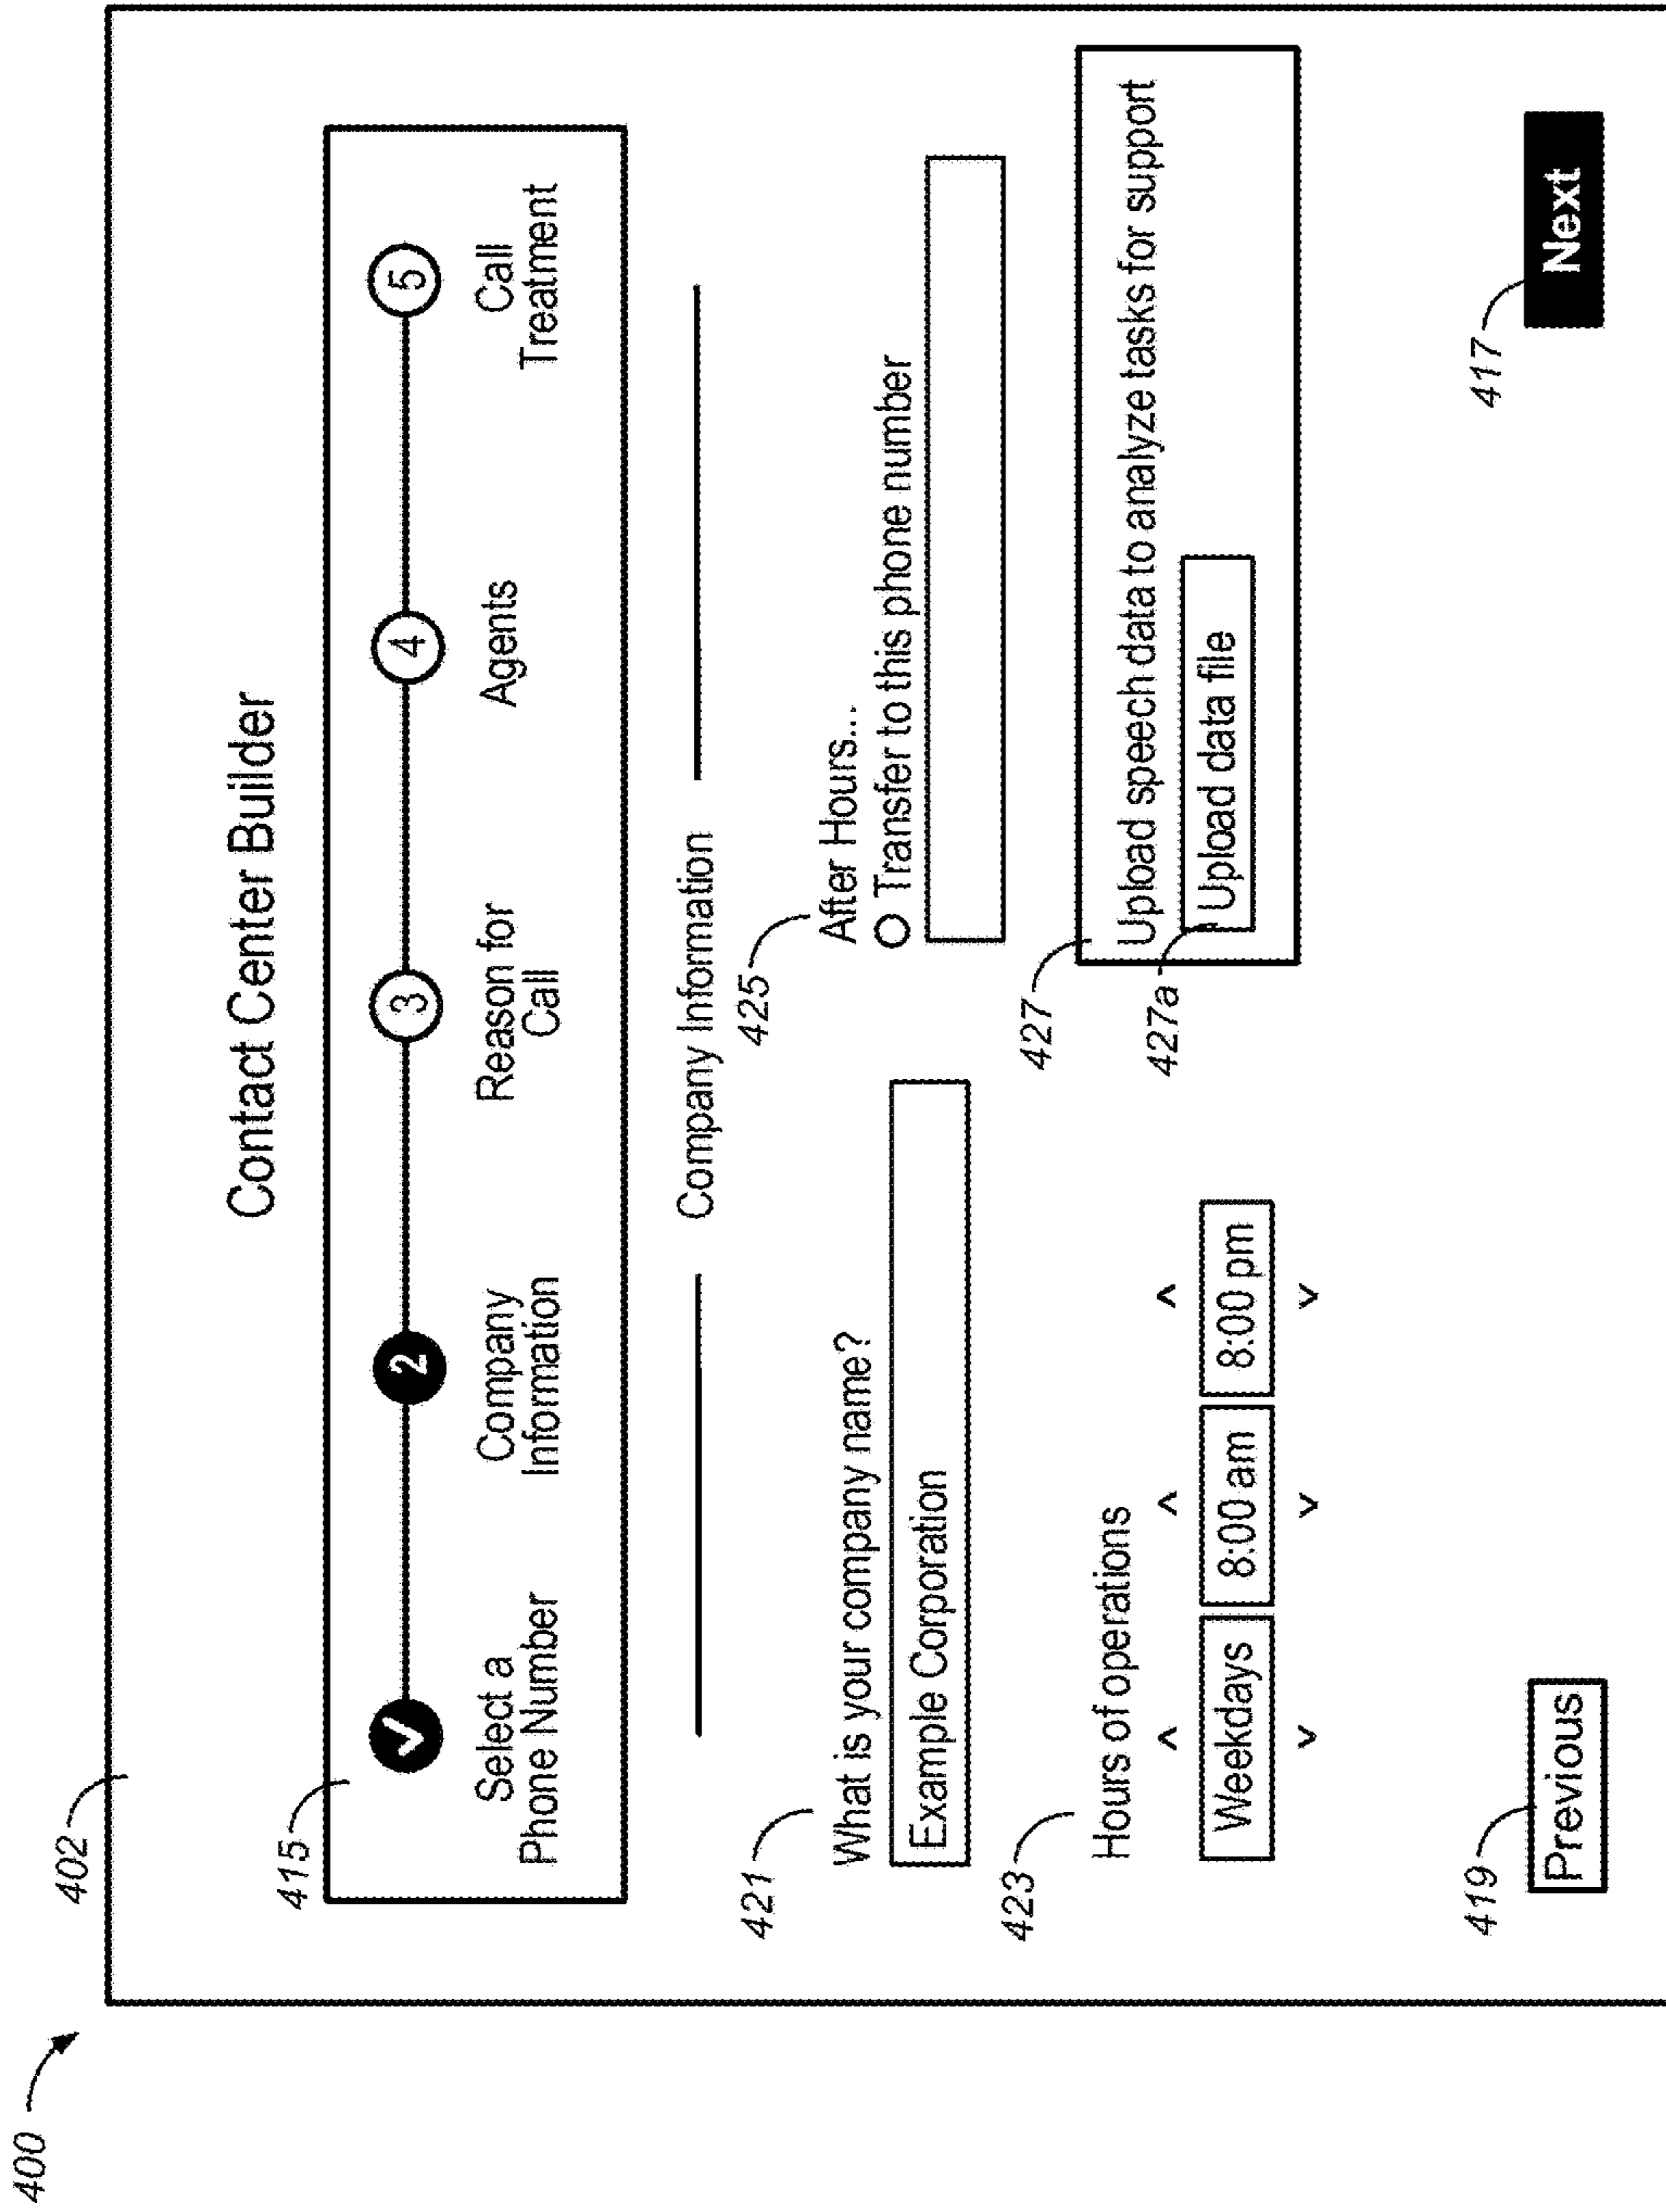 400
402
Contact Center Builder
415
✓ 2 3 4 5
Select a
Phone Number
Company
Information
Reason for
Call
Agents
Call
Treatment
Company Information
421
What is your company name?
Example Corporation
423
Hours of operations
^ ^ ^
Weekdays 8:00 am 8:00 pm
v v v
425
After Hours...
Transfer to this phone number
427
Upload speech data to analyze tasks for support
427a
Upload data file
419
Previous
417
Next